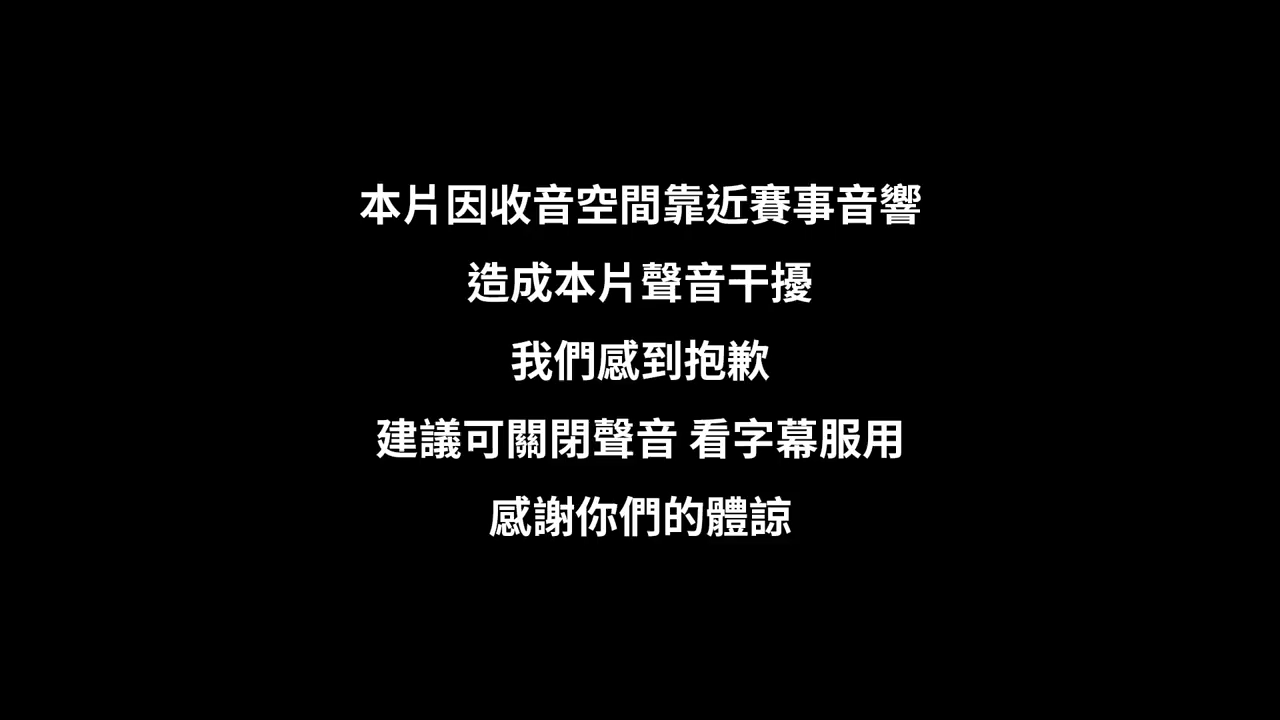 本片因收音空間靠近賽事音響
造成本片聲音干擾
我們感到抱歉
建議可關閉聲音 看字幕服用
感謝你們的體諒